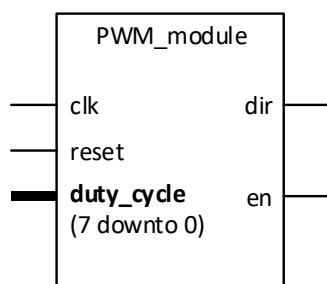 PWM_module
clk
dir
reset
duty_cycle
en
(7 downto 0)